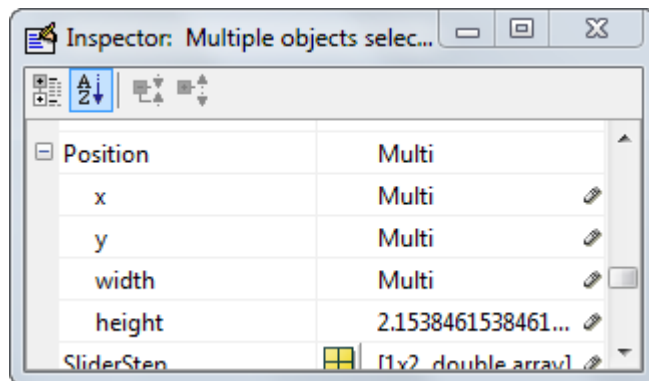 Inspector: Multiple objects selec...
A
Z
Position Multi
x Multi
y Multi
width Multi
height 2.1538461538461...
SliderStep [1x2 double array]